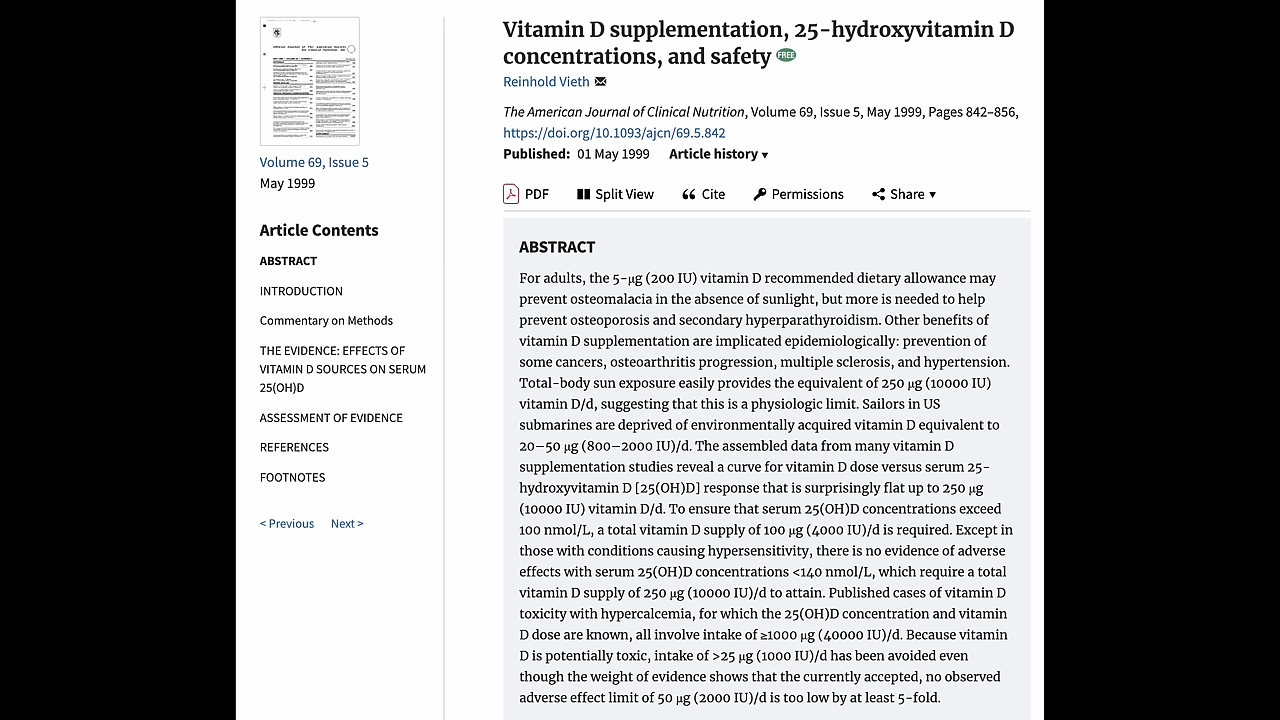 Volume 69, Issue 5
May 1999
Article Contents
ABSTRACT
INTRODUCTION
Commentary on Methods
THE EVIDENCE: EFFECTS OF
VITAMIN D SOURCES ON SERUM
25(OH)D
ASSESSMENT OF EVIDENCE
REFERENCES
FOOTNOTES
< Previous Next >
Vitamin D supplementation, 25-hydroxyvitamin D
concentrations, and safety FREE
Reinhold Vieth
The American Journal of Clinical Nutrition, Volume 69, Issue 5, May 1999, Pages 842–856,
https://doi.org/10.1093/ajcn/69.5.842
Published: 01 May 1999 Article history
PDF Split View Cite Permissions Share
ABSTRACT
For adults, the 5-μg (200 IU) vitamin D recommended dietary allowance may
prevent osteomalacia in the absence of sunlight, but more is needed to help
prevent osteoporosis and secondary hyperparathyroidism. Other benefits of
vitamin D supplementation are implicated epidemiologically: prevention of
some cancers, osteoarthritis progression, multiple sclerosis, and hypertension.
Total-body sun exposure easily provides the equivalent of 250 μg (10000 IU)
vitamin D/d, suggesting that this is a physiologic limit. Sailors in US
submarines are deprived of environmentally acquired vitamin D equivalent to
20–50 μg (800–2000 IU)/d. The assembled data from many vitamin D
supplementation studies reveal a curve for vitamin D dose versus serum 25-
hydroxyvitamin D [25(OH)D] response that is surprisingly flat up to 250 μg
(10000 IU) vitamin D/d. To ensure that serum 25(OH)D concentrations exceed
100 nmol/L, a total vitamin D supply of 100 μg (4000 IU)/d is required. Except in
those with conditions causing hypersensitivity, there is no evidence of adverse
effects with serum 25(OH)D concentrations <140 nmol/L, which require a total
vitamin D supply of 250 μg (10000 IU)/d to attain. Published cases of vitamin D
toxicity with hypercalcemia, for which the 25(OH)D concentration and vitamin
D dose are known, all involve intake of ≥1000 μg (40000 IU)/d. Because vitamin
D is potentially toxic, intake of >25 μg (1000 IU)/d has been avoided even
though the weight of evidence shows that the currently accepted, no observed
adverse effect limit of 50 μg (2000 IU)/d is too low by at least 5-fold.